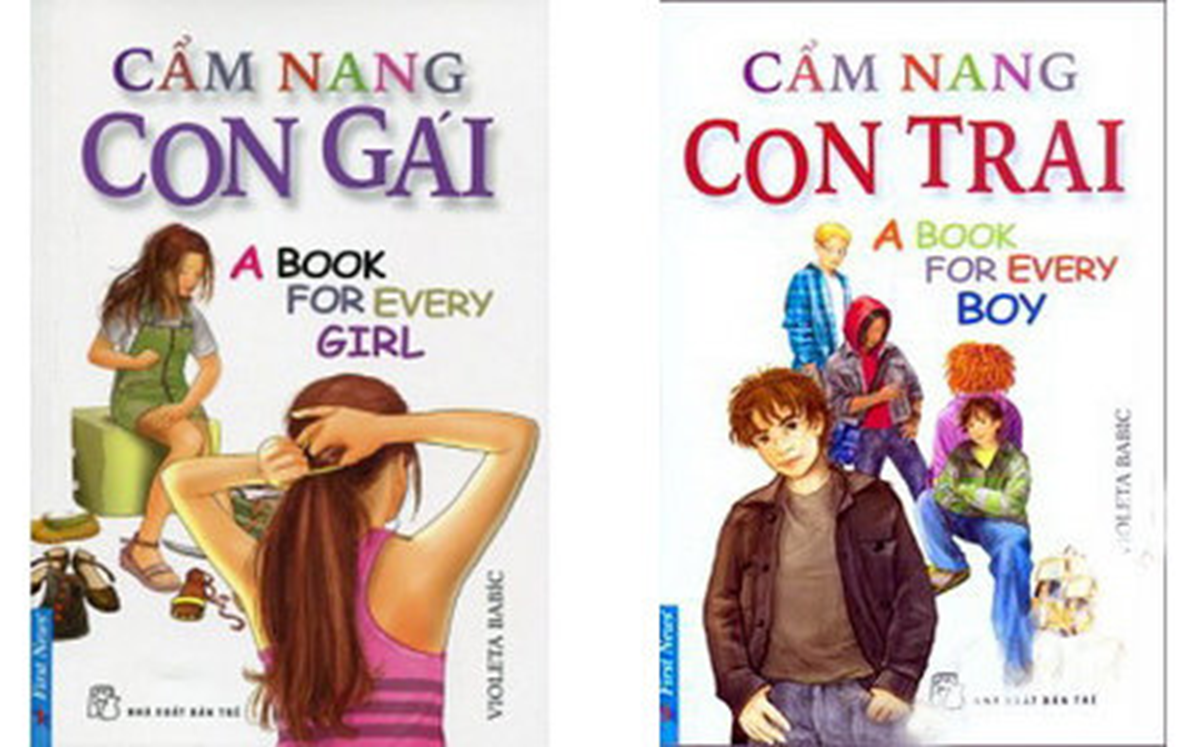 CẨM NANG
CON GÁI
A BOOK
FOR EVERY
GIRL
VIOLETA BABIC
First News
NHÀ XUẤT BẢN TRẺ
CẨM NANG
CON TRAI
A BOOK
FOR EVERY
BOY
VIOLETA BABIC
First News
NHÀ XUẤT BẢN TRẺ